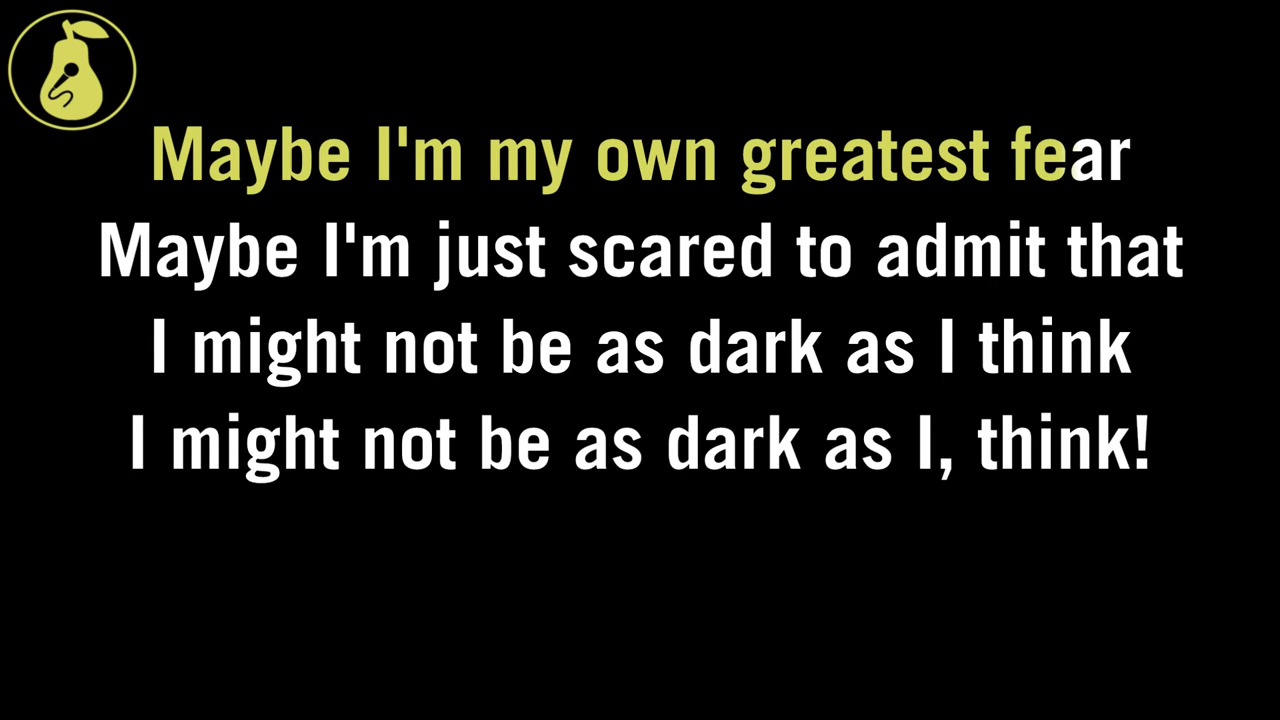 Maybe I'm my own greatest fear
Maybe I'm just scared to admit that
I might not be as dark as I think
I might not be as dark as I, think!